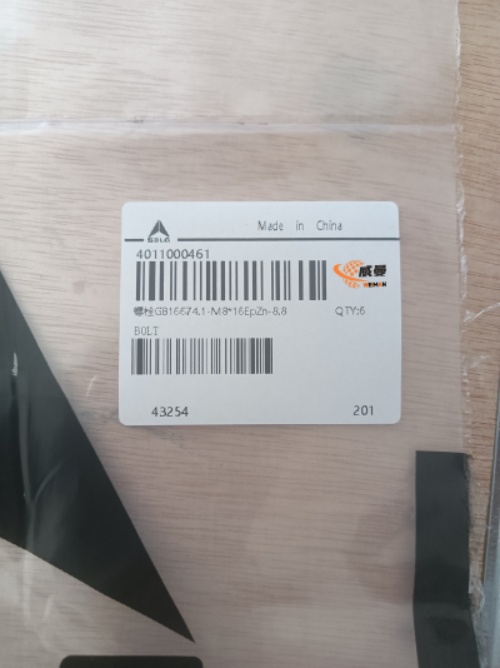 Made in China
SDLG
4011000461
威曼
WEMAN
螺栓GB16674.1-M8*16EpZn-8.8
QTY:6
BOLT
43254
201